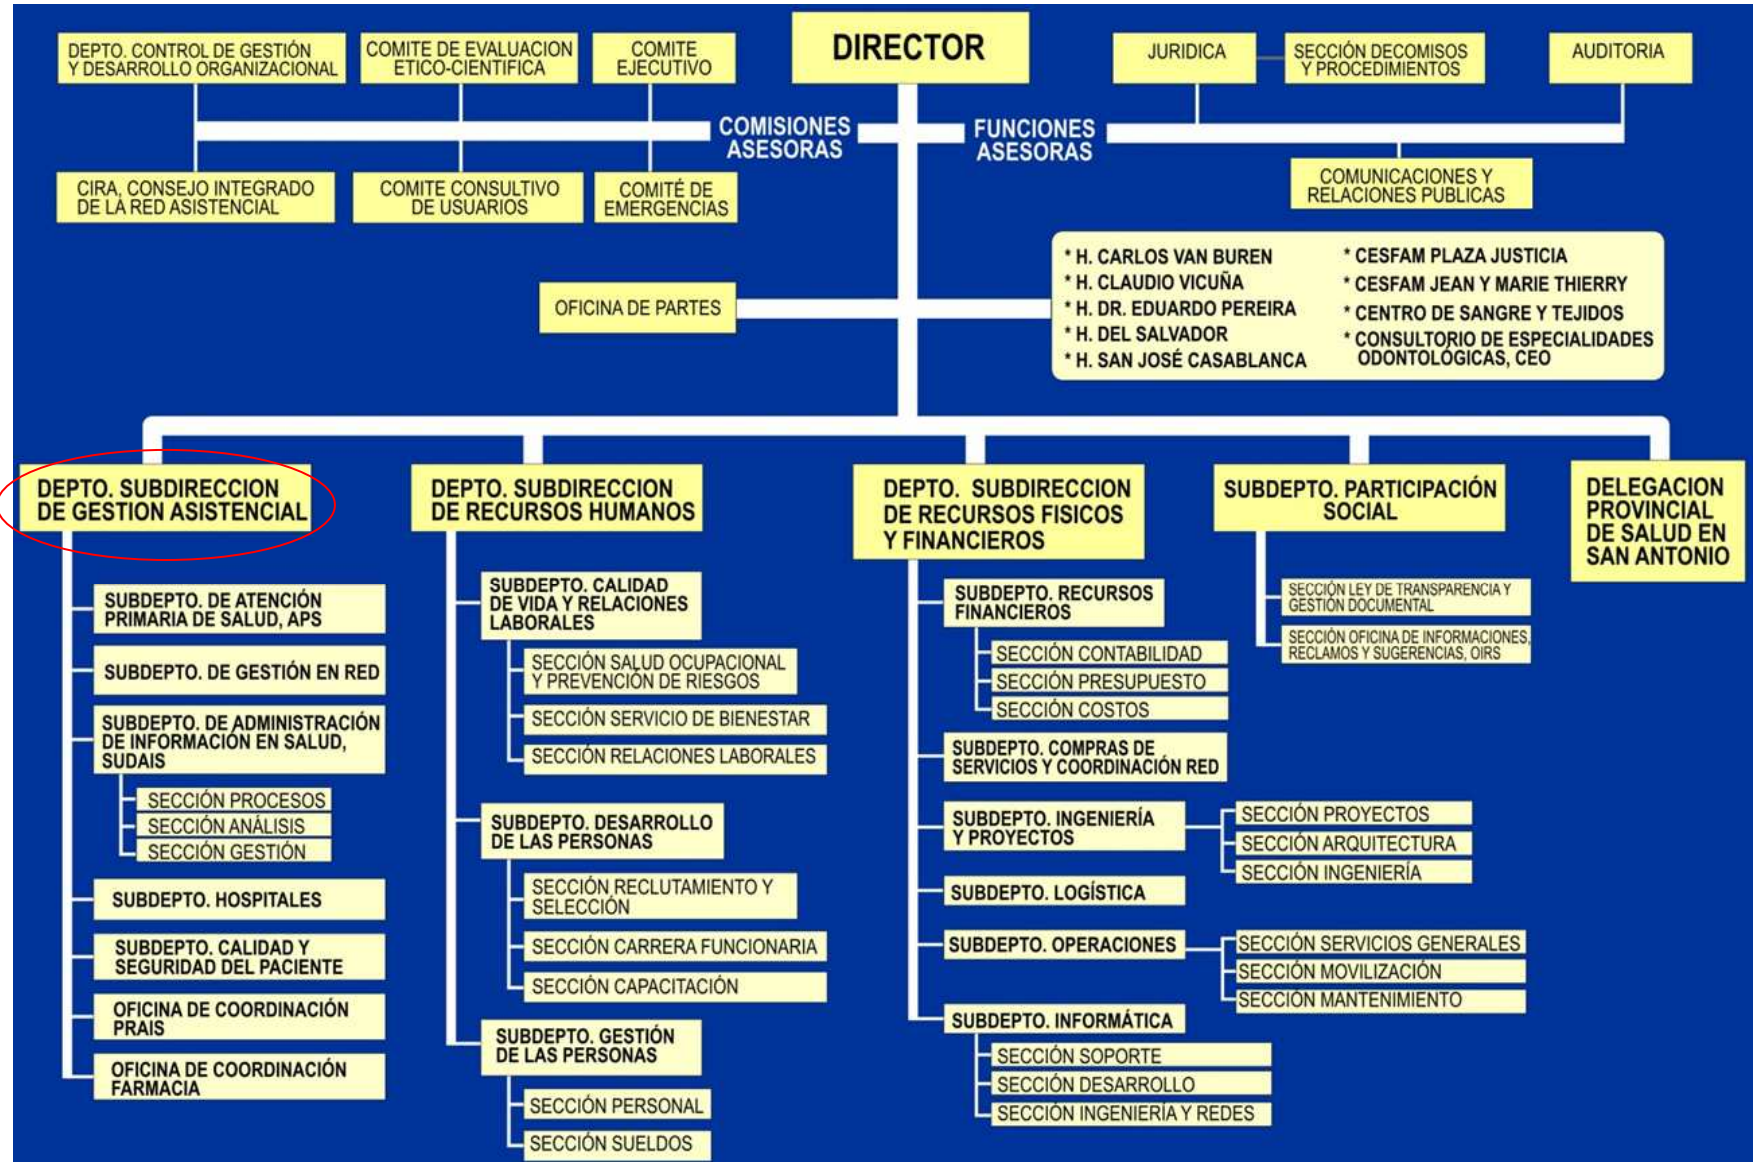 DIRECTOR
DEPTO. CONTROL DE GESTIÓN
Y DESARROLLO ORGANIZACIONAL
COMITE DE EVALUACION
ETICO-CIENTIFICA
COMITE
EJECUTIVO
JURIDICA
SECCIÓN DECOMISOS
Y PROCEDIMIENTOS
AUDITORIA
COMISIONES
ASESORAS
FUNCIONES
ASESORAS
CIRA, CONSEJO INTEGRADO
DE LA RED ASISTENCIAL
COMITE CONSULTIVO
DE USUARIOS
COMITÉ DE
EMERGENCIAS
COMUNICACIONES Y
RELACIONES PUBLICAS
OFICINA DE PARTES
* H. CARLOS VAN BUREN
* H. CLAUDIO VICUÑA
* H. DR. EDUARDO PEREIRA
* H. DEL SALVADOR
* H. SAN JOSÉ CASABLANCA
* CESFAM PLAZA JUSTICIA
* CESFAM JEAN Y MARIE THIERRY
* CENTRO DE SANGRE Y TEJIDOS
* CONSULTORIO DE ESPECIALIDADES
ODONTOLÓGICAS, CEO
DEPTO. SUBDIRECCION
DE GESTION ASISTENCIAL
SUBDEPTO. DE ATENCIÓN
PRIMARIA DE SALUD, APS
SUBDEPTO. DE GESTIÓN EN RED
SUBDEPTO. DE ADMINISTRACIÓN
DE INFORMACIÓN EN SALUD,
SUDAIS
SECCIÓN PROCESOS
SECCIÓN ANÁLISIS
SECCIÓN GESTIÓN
SUBDEPTO. HOSPITALES
SUBDEPTO. CALIDAD Y
SEGURIDAD DEL PACIENTE
OFICINA DE COORDINACIÓN
PRAIS
OFICINA DE COORDINACIÓN
FARMACIA
DEPTO. SUBDIRECCION
DE RECURSOS HUMANOS
SUBDEPTO. CALIDAD
DE VIDA Y RELACIONES
LABORALES
SECCIÓN SALUD OCUPACIONAL
Y PREVENCIÓN DE RIESGOS
SECCIÓN SERVICIO DE BIENESTAR
SECCIÓN RELACIONES LABORALES
SUBDEPTO. DESARROLLO
DE LAS PERSONAS
SECCIÓN RECLUTAMIENTO Y
SELECCIÓN
SECCIÓN CARRERA FUNCIONARIA
SECCIÓN CAPACITACIÓN
SUBDEPTO. GESTIÓN
DE LAS PERSONAS
SECCIÓN PERSONAL
SECCIÓN SUELDOS
DEPTO. SUBDIRECCION
DE RECURSOS FISICOS
Y FINANCIEROS
SUBDEPTO. RECURSOS
FINANCIEROS
SECCIÓN CONTABILIDAD
SECCIÓN PRESUPUESTO
SECCIÓN COSTOS
SUBDEPTO. COMPRAS DE
SERVICIOS Y COORDINACIÓN RED
SUBDEPTO. INGENIERÍA
Y PROYECTOS
SECCIÓN PROYECTOS
SECCIÓN ARQUITECTURA
SECCIÓN INGENIERÍA
SUBDEPTO. LOGÍSTICA
SUBDEPTO. OPERACIONES
SECCIÓN SERVICIOS GENERALES
SECCIÓN MOVILIZACIÓN
SECCIÓN MANTENIMIENTO
SUBDEPTO. INFORMÁTICA
SECCIÓN SOPORTE
SECCIÓN DESARROLLO
SECCIÓN INGENIERÍA Y REDES
SUBDEPTO. PARTICIPACIÓN
SOCIAL
SECCIÓN LEY DE TRANSPARENCIA Y
GESTIÓN DOCUMENTAL
SECCIÓN OFICINA DE INFORMACIONES,
RECLAMOS Y SUGERENCIAS, OIRS
DELEGACION
PROVINCIAL
DE SALUD EN
SAN ANTONIO